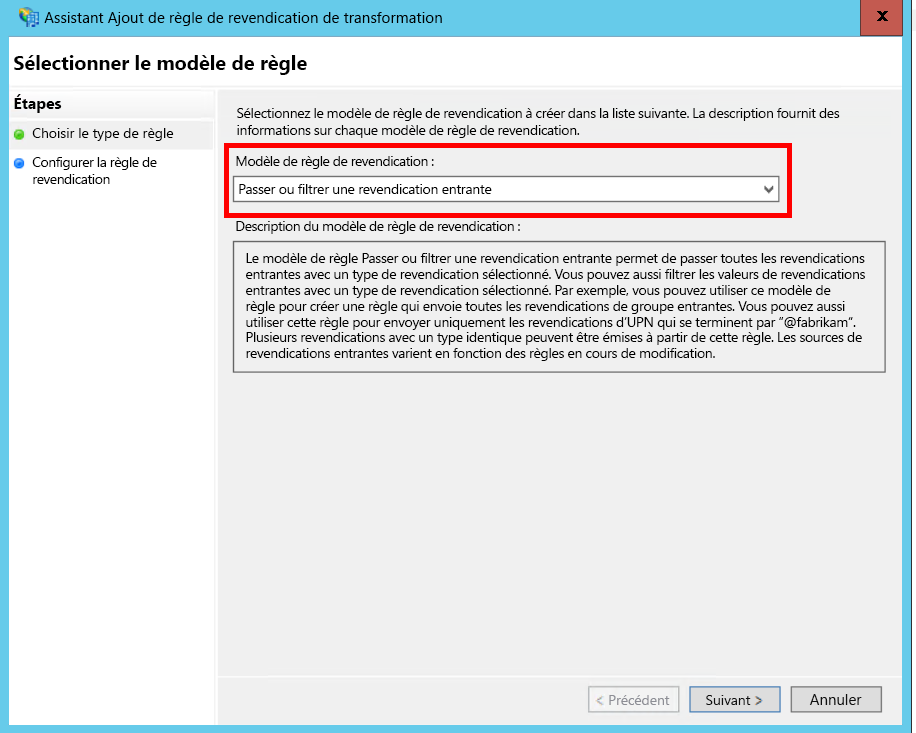 Assistant Ajout de règle de revendication de transformation
x
Sélectionner le modèle de règle
Étapes
Choisir le type de règle
Configurer la règle de
revendication
Sélectionnez le modèle de règle de revendication à créer dans la liste suivante. La description fournit des
informations sur chaque modèle de règle de revendication.
Modèle de règle de revendication :
Passer ou filtrer une revendication entrante
Description du modèle de règle de revendication :
Le modèle de règle Passer ou filtrer une revendication entrante permet de passer toutes les revendications
entrantes avec un type de revendication sélectionné. Vous pouvez aussi filtrer les valeurs de revendications
entrantes avec un type de revendication sélectionné. Par exemple, vous pouvez utiliser ce modèle de
règle pour créer une règle qui envoie toutes les revendications de groupe entrantes. Vous pouvez aussi
utiliser cette règle pour envoyer uniquement les revendications d’UPN qui se terminent par “@fabrikam”.
Plusieurs revendications avec un type identique peuvent être émises à partir de cette règle. Les sources de
revendications entrantes varient en fonction des règles en cours de modification.
< Précédent
Suivant >
Annuler